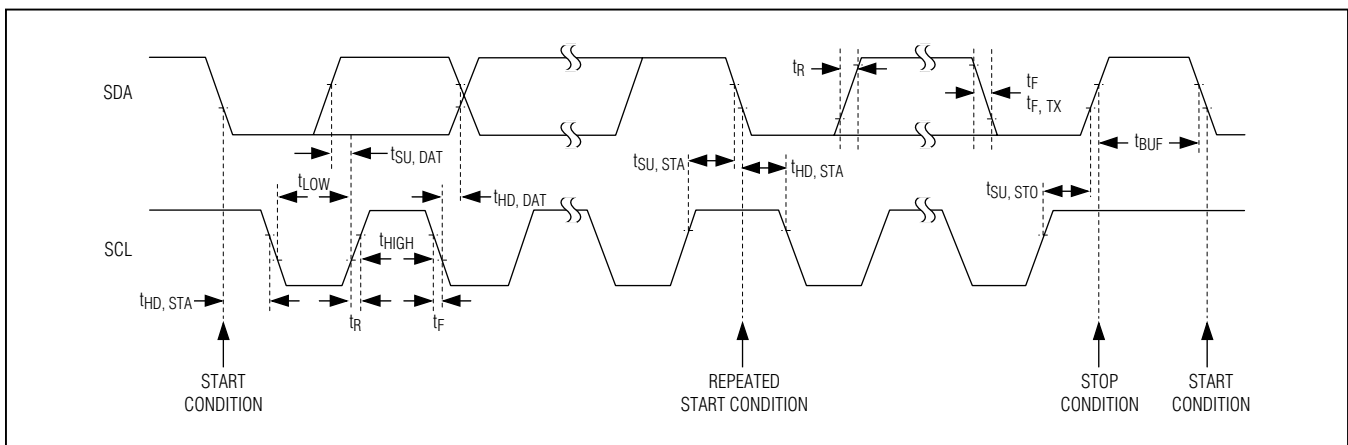 SDA
tR
tF
tF, TX
tSU, DAT
tSU, STA
tHD, STA
tBUF
tLOW
tHD, DAT
tSU, STO
SCL
tHIGH
tHD, STA
tR
tF
START
CONDITION
REPEATED
START CONDITION
STOP
CONDITION
START
CONDITION